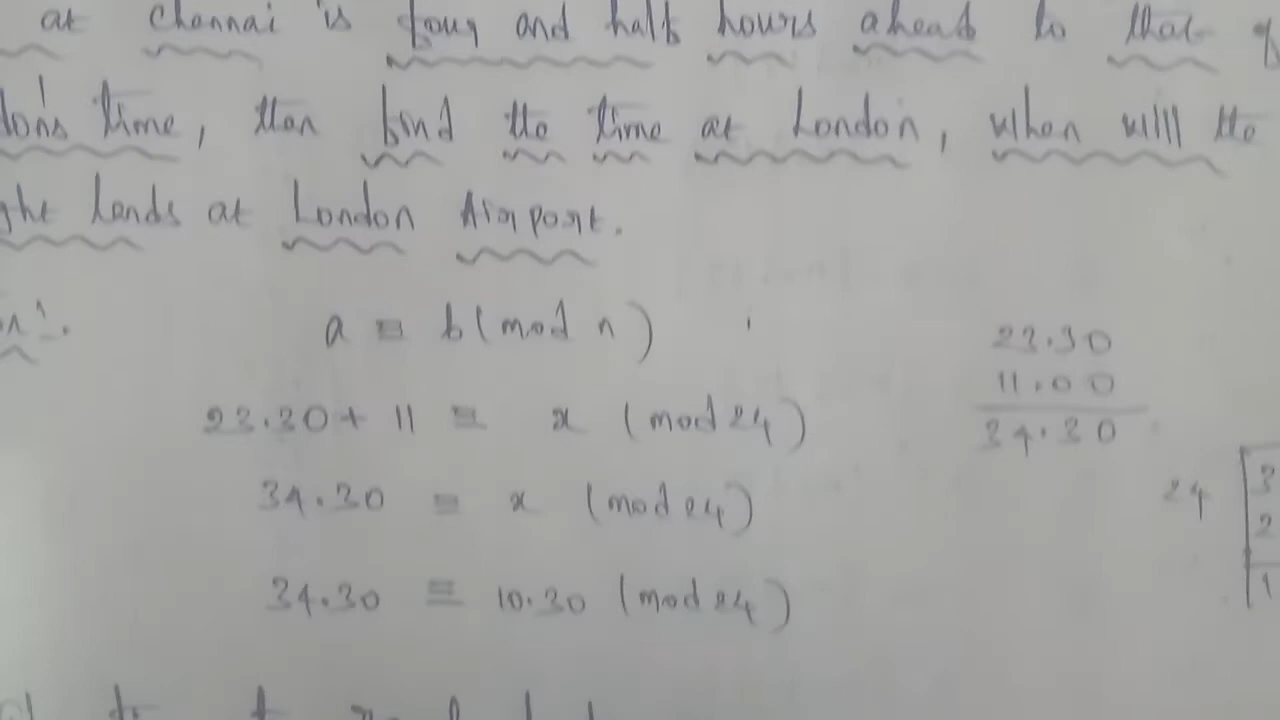 at Chennai is four and half hours ahead to that
time, then find the time at London, when will the
lands at London Airport.
a ≡ b (mod n)
23.30 + 11 ≡ x (mod 24)
34.30 ≡ x (mod 24)
34.30 ≡ 10.30 (mod 24)
23.30
11.00
34.30
24